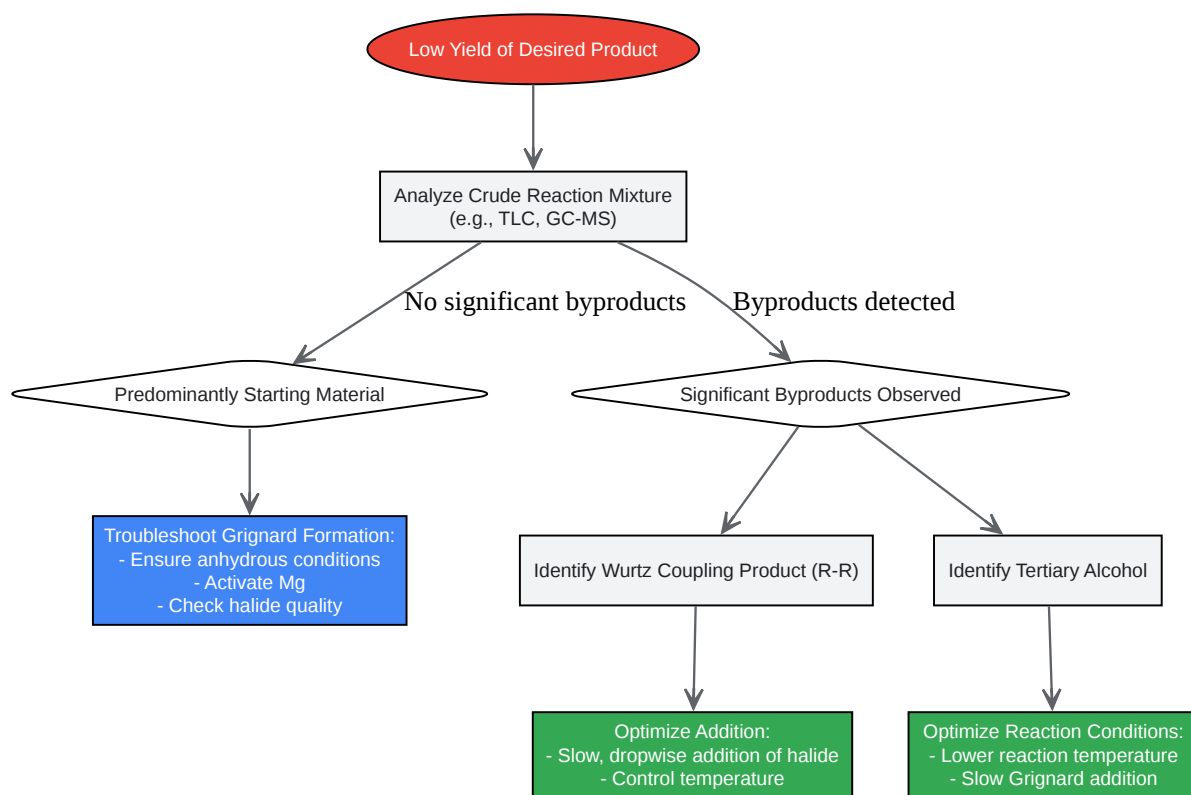 Low Yield of Desired Product
Analyze Crude Reaction Mixture
(e.g., TLC, GC-MS)
No significant byproducts
Byproducts detected
Predominantly Starting Material
Significant Byproducts Observed
Troubleshoot Grignard Formation:
- Ensure anhydrous conditions
- Activate Mg
- Check halide quality
Identify Wurtz Coupling Product (R-R)
Identify Tertiary Alcohol
Optimize Addition:
- Slow, dropwise addition of halide
- Control temperature
Optimize Reaction Conditions:
- Lower reaction temperature
- Slow Grignard addition